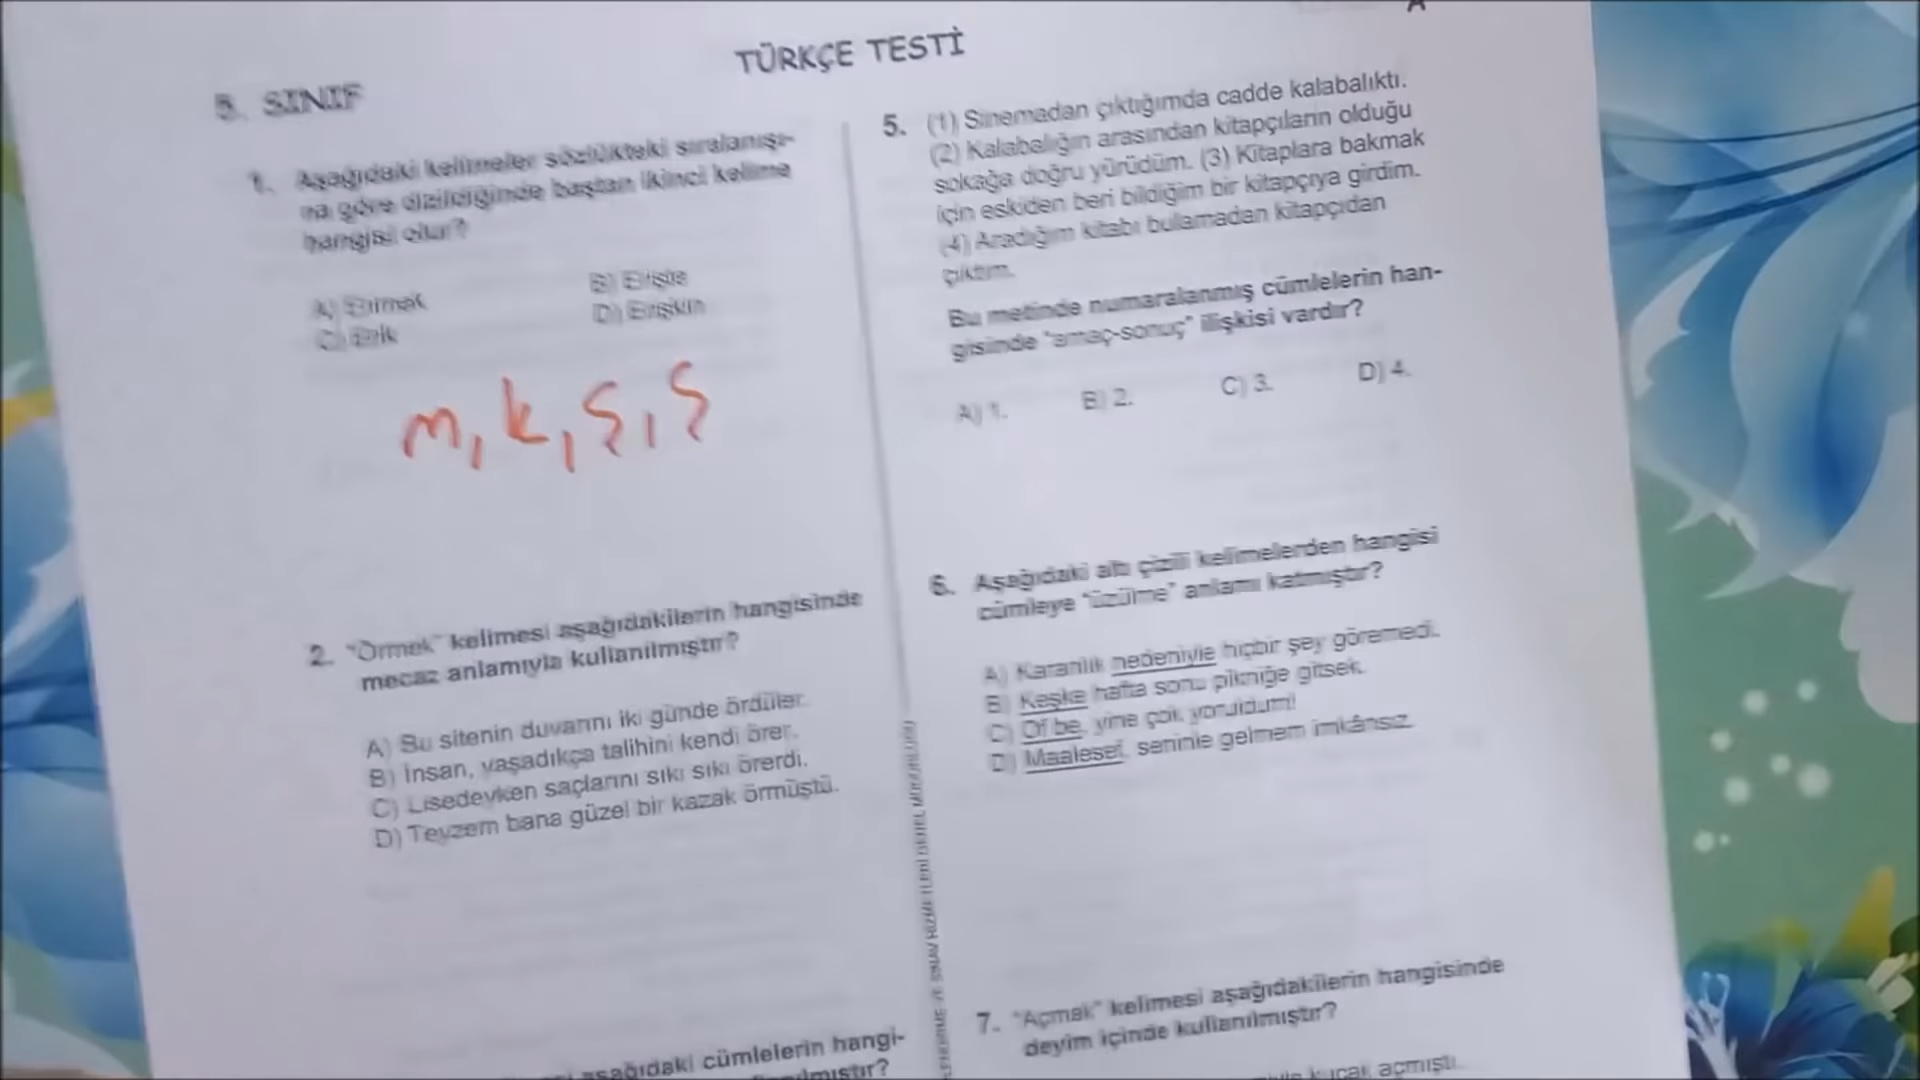 TÜRKÇE TESTİ
5. SINIF
1. Aşağıdaki kelimeler sözlükteki sıralanışı-
na göre dizildiğinde baştan ikinci kelime
hangisi olur?
A) Erimek
B) Erişte
C) Erik
D) Erişkin
m, k, ş, ş
2. "Örmek" kelimesi aşağıdakilerin hangisinde
mecaz anlamıyla kullanılmıştır?
A) Bu sitenin duvarını iki günde ördüler.
B) İnsan, yaşadıkça talihini kendi örer.
C) Lisedeyken saçlarını sıkı sıkı örerdi.
D) Teyzem bana güzel bir kazak örmüştü.
aşağıdaki cümlelerin hangi-
5. (1) Sinemadan çıktığımda cadde kalabalıktı.
(2) Kalabalığın arasından kitapçıların olduğu
sokağa doğru yürüdüm. (3) Kitaplara bakmak
için eskiden beri bildiğim bir kitapçıya girdim.
(4) Aradığım kitabı bulamadan kitapçıdan
çıktım.
Bu metinde numaralanmış cümlelerin han-
gisinde "amaç-sonuç" ilişkisi vardır?
A) 1.
B) 2.
C) 3.
D) 4.
6. Aşağıdaki altı çizili kelimelerden hangisi
cümleye "üzülme" anlamı katmıştır?
A) Karanlık nedeniyle hiçbir şey göremedi.
B) Keşke hafta sonu pikniğe gitsek.
C) Of be, yine çok yoruldum!
D) Maalesef, seninle gelmem imkânsız.
7. "Açmak" kelimesi aşağıdakilerin hangisinde
deyim içinde kullanılmıştır?
kucak açmıştı.